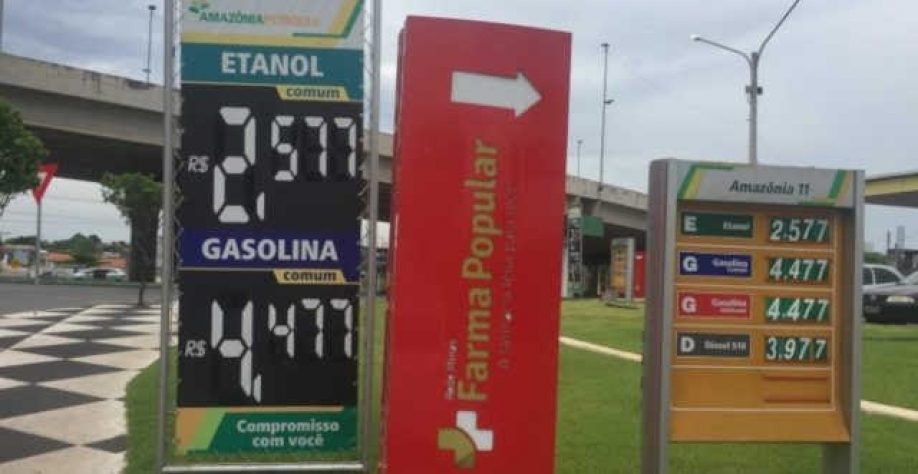 AMAZÔNIA PETRÓLEO
ETANOL
comum
R$ 2,577
GASOLINA
comum
R$ 4,477
Compromisso
com você
Farma Popular
Amazônia 11
E Etanol 2.577
G Gasolina 4.477
G Gasolina 4.477
D Diesel S10 3.977